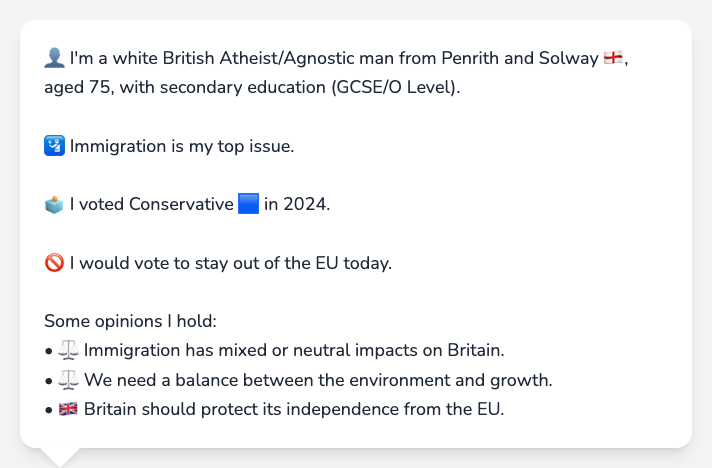 👤 I'm a white British Atheist/Agnostic man from Penrith and Solway 🏴󠁧󠁢󠁥󠁮󠁧󠁿,
aged 75, with secondary education (GCSE/O Level).
🛂 Immigration is my top issue.
🗳️ I voted Conservative 🟦 in 2024.
🚫 I would vote to stay out of the EU today.
Some opinions I hold:
• ⚖️ Immigration has mixed or neutral impacts on Britain.
• ⚖️ We need a balance between the environment and growth.
• 🇬🇧 Britain should protect its independence from the EU.